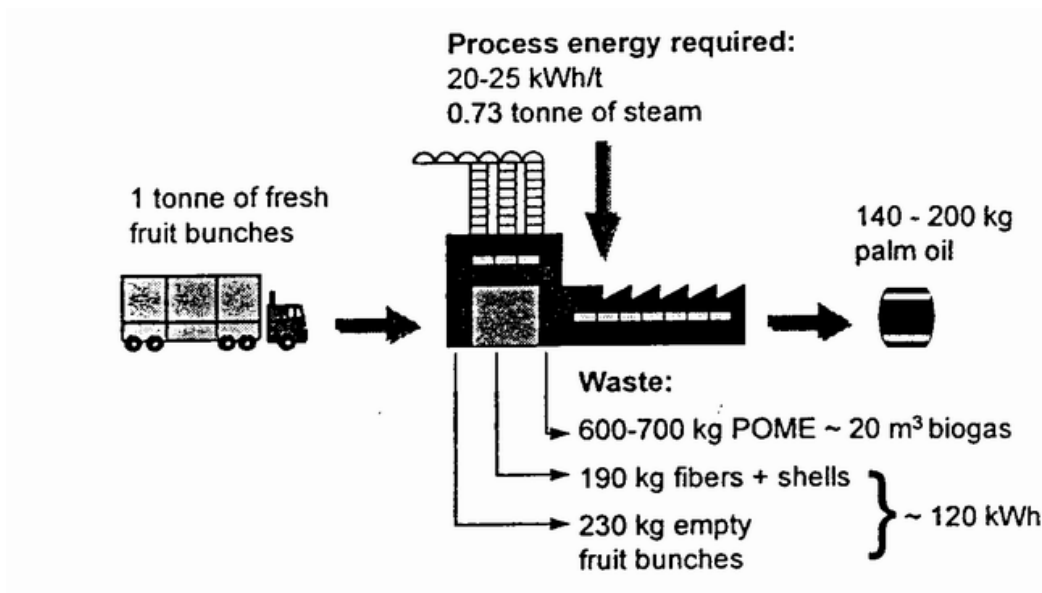 Process energy required:
20-25 kWh/t
0.73 tonne of steam
1 tonne of fresh
fruit bunches
140 - 200 kg
palm oil
Waste:
600-700 kg POME ~ 20 m³ biogas
190 kg fibers + shells
~ 120 kWh
230 kg empty
fruit bunches